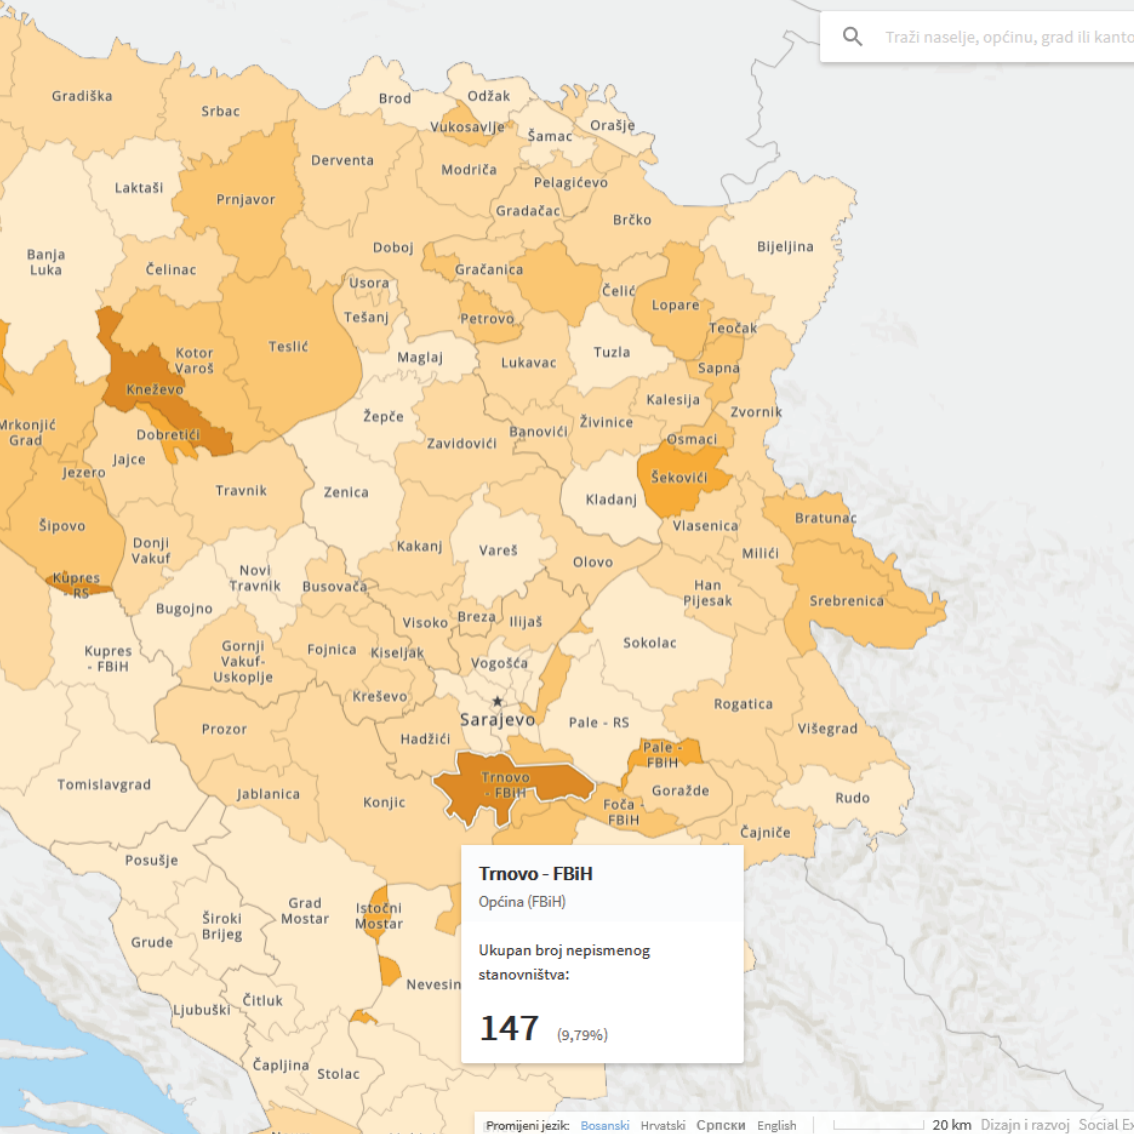 Traži naselje, općinu, grad ili kanto
Gradiška
Srbac
Brod
Odžak
Vukosavlje
Šamac
Orašje
Laktaši
Prnjavor
Derventa
Modriča
Pelagićevo
Gradačac
Brčko
Banja
Luka
Čelinac
Doboj
Gračanica
Bijeljina
Usora
Čelić
Lopare
Tešanj
Petrovo
Teočak
Kotor
Varoš
Teslić
Maglaj
Lukavac
Tuzla
Sapna
Kneževo
Mrkonjić
Grad
Dobretići
Žepče
Zavidovići
Banovići
Živinice
Kalesija
Zvornik
Osmaci
Jezero
Jajce
Travnik
Zenica
Kladanj
Šekovići
Šipovo
Donji
Vakuf
Kakanj
Vareš
Olovo
Vlasenica
Milići
Bratunac
Kupres
- RS
Novi
Travnik
Busovača
Han
Pijesak
Srebrenica
Bugojno
Visoko
Breza
Ilijaš
Kupres
- FBiH
Gornji
Vakuf-
Uskoplje
Fojnica
Kiseljak
Vogošća
Sokolac
Kreševo
Sarajevo
Pale - RS
Rogatica
Prozor
Hadžići
Višegrad
Pale -
FBiH
Tomislavgrad
Jablanica
Konjic
Trnovo
- FBiH
Foča -
FBiH
Goražde
Rudo
Čajniče
Posušje
Grad
Mostar
Istočni
Mostar
Široki
Brijeg
Grude
Nevesin
Ljubuški
Čitluk
Čapljina
Stolac
Trnovo - FBiH
Općina (FBiH)
Ukupan broj nepismenog
stanovništva:
147 (9,79%)
Promijeni jezik: Bosanski Hrvatski Српски English
20 km Dizajn i razvoj Social Ex